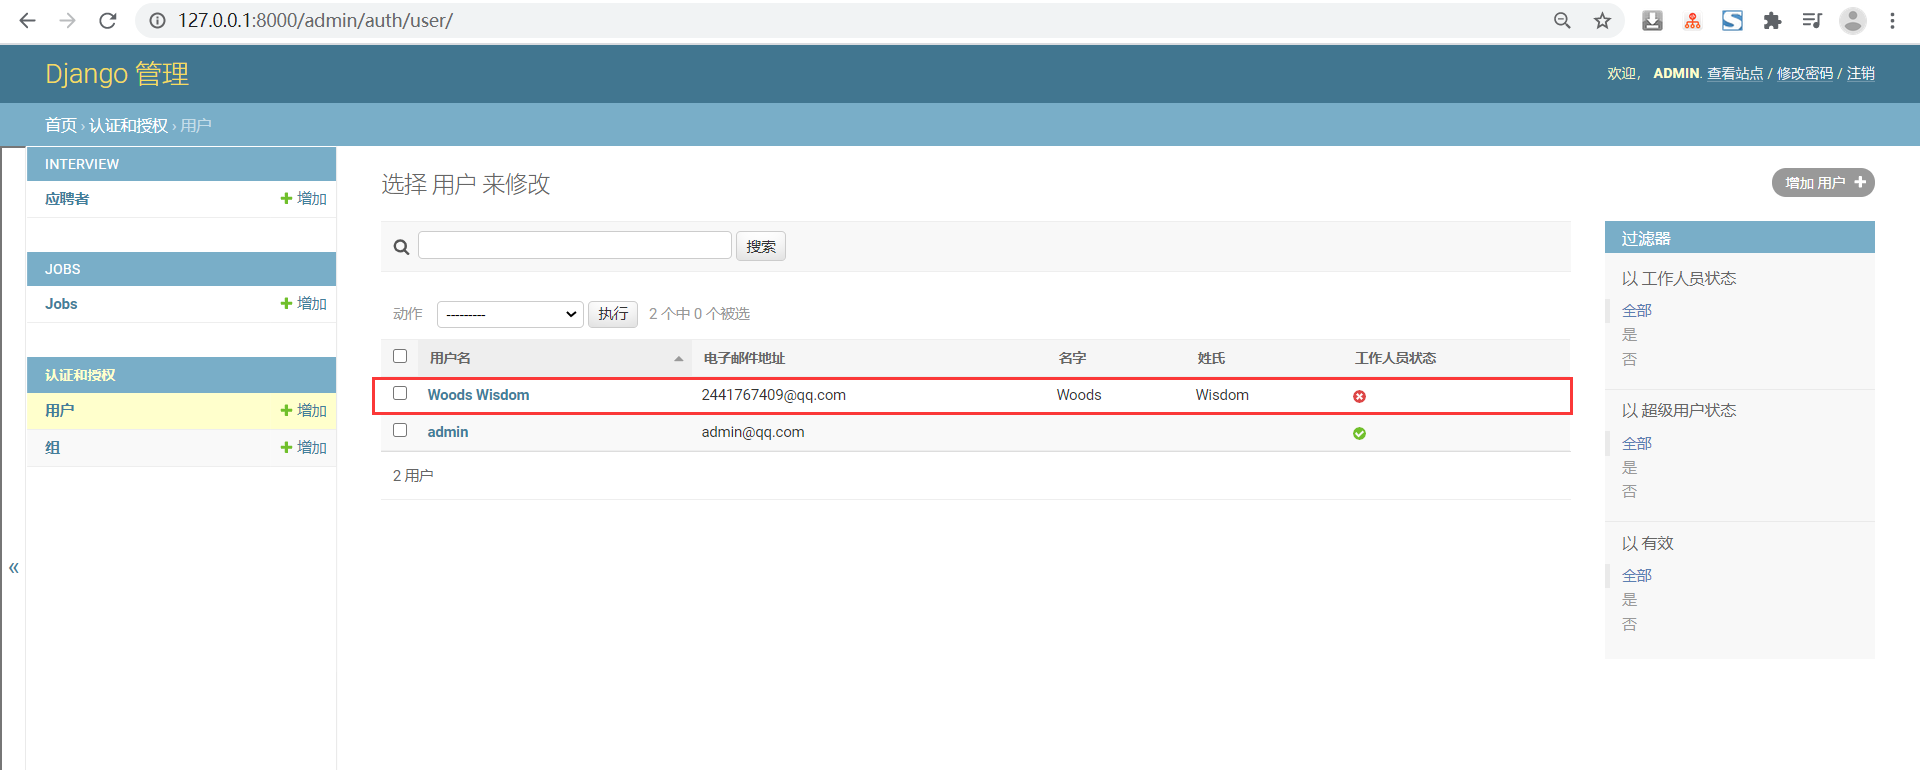 127.0.0.1:8000/admin/auth/user/
Django 管理
欢迎， ADMIN. 查看站点 / 修改密码 / 注销
首页 › 认证和授权 › 用户
INTERVIEW
应聘者 增加
JOBS
Jobs 增加
认证和授权
用户 增加
组 增加
«
选择 用户 来修改
增加 用户
搜索
动作 --------- 执行 2 个中 0 个被选
用户名 电子邮件地址 名字 姓氏 工作人员状态
Woods Wisdom 2441767409@qq.com Woods Wisdom
admin admin@qq.com
2 用户
过滤器
以 工作人员状态
全部
是
否
以 超级用户状态
全部
是
否
以 有效
全部
是
否